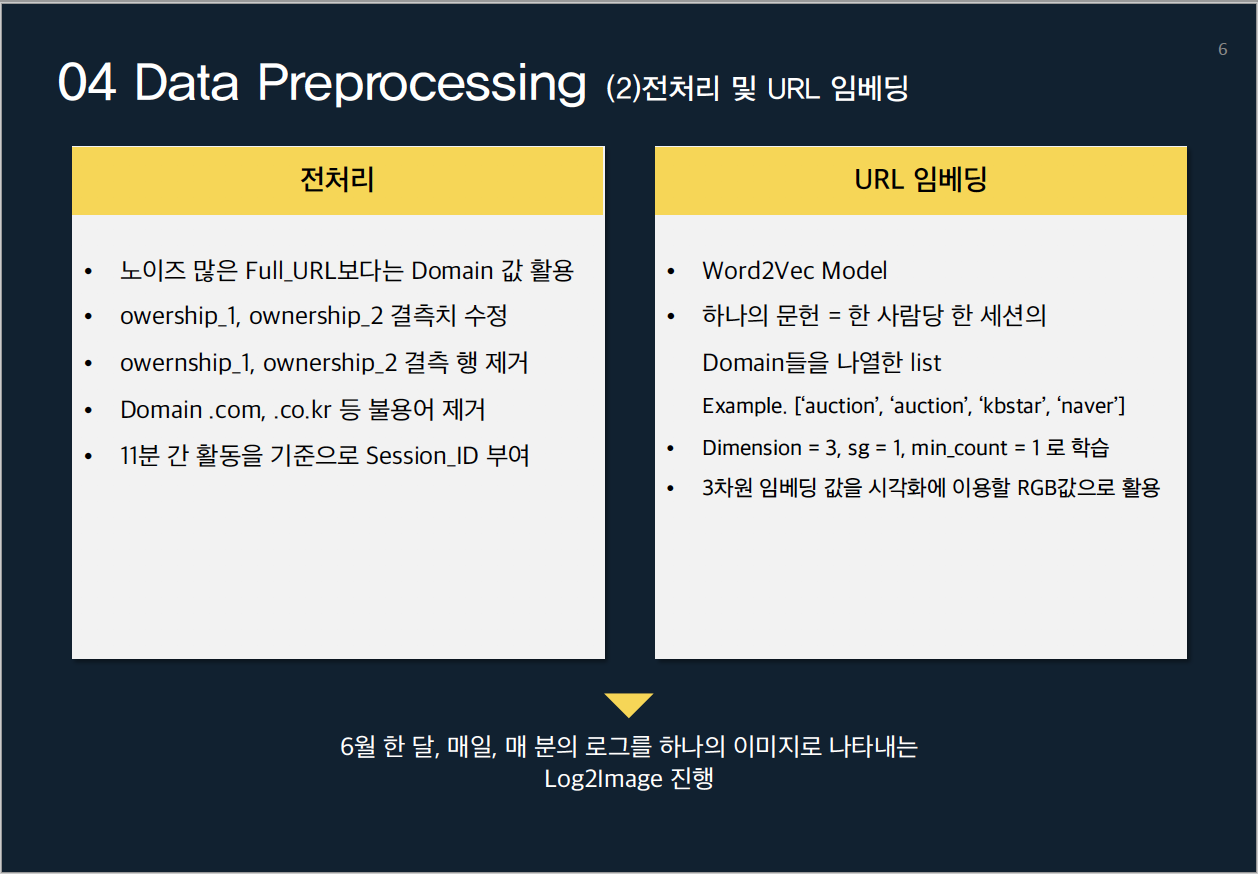 6
04 Data Preprocessing (2)전처리 및 URL 임베딩
전처리
• 노이즈 많은 Full_URL보다는 Domain 값 활용
• owership_1, ownership_2 결측치 수정
• owernship_1, ownership_2 결측 행 제거
• Domain .com, .co.kr 등 불용어 제거
• 11분 간 활동을 기준으로 Session_ID 부여
URL 임베딩
• Word2Vec Model
• 하나의 문헌 = 한 사람당 한 세션의
Domain들을 나열한 list
Example. [‘auction’, ‘auction’, ‘kbstar’, ‘naver’]
• Dimension = 3, sg = 1, min_count = 1 로 학습
• 3차원 임베딩 값을 시각화에 이용할 RGB값으로 활용
6월 한 달, 매일, 매 분의 로그를 하나의 이미지로 나타내는
Log2Image 진행